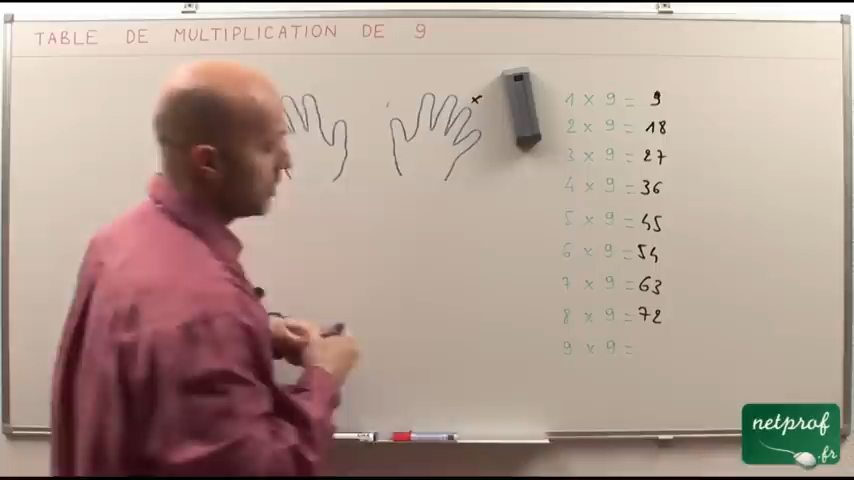 TABLE DE MULTIPLICATION DE 9
1 x 9 = 9
2 x 9 = 18
3 x 9 = 27
4 x 9 = 36
5 x 9 = 45
6 x 9 = 54
7 x 9 = 63
8 x 9 = 72
9 x 9 =
netprof
.fr